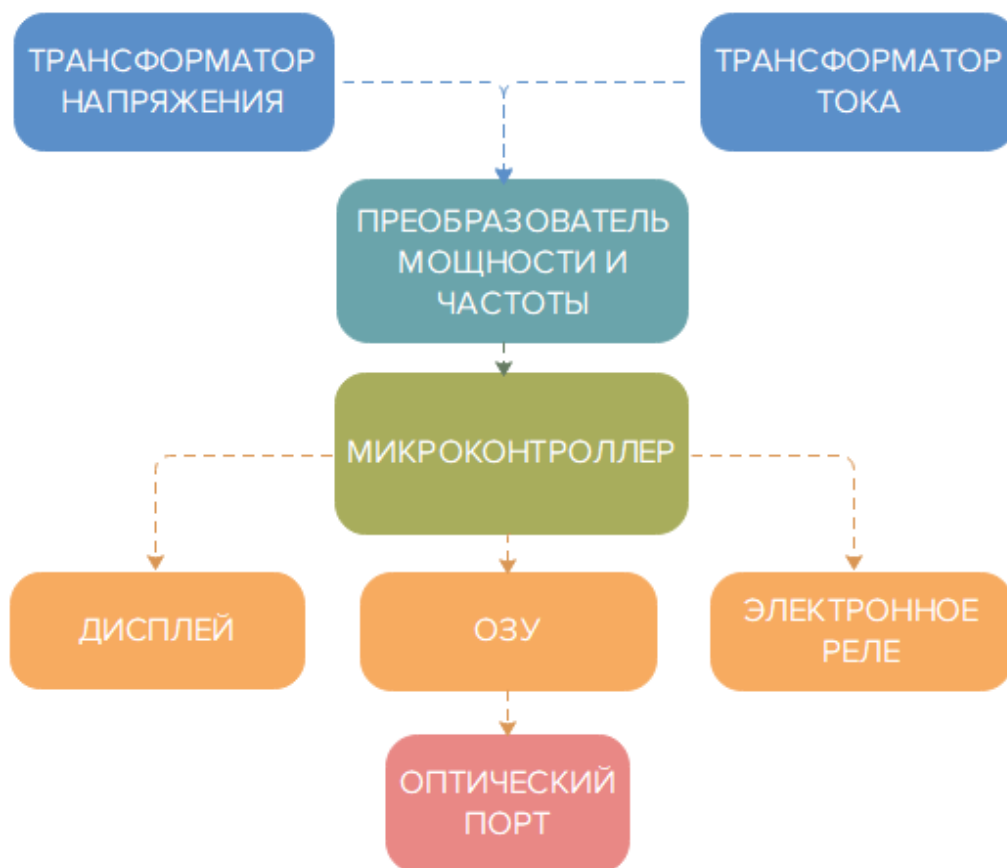 ТРАНСФОРМАТОР
НАПРЯЖЕНИЯ
ТРАНСФОРМАТОР
ТОКА
ПРЕОБРАЗОВАТЕЛЬ
МОЩНОСТИ И
ЧАСТОТЫ
МИКРОКОНТРОЛЛЕР
ДИСПЛЕЙ
ОЗУ
ЭЛЕКТРОННОЕ
РЕЛЕ
ОПТИЧЕСКИЙ
ПОРТ